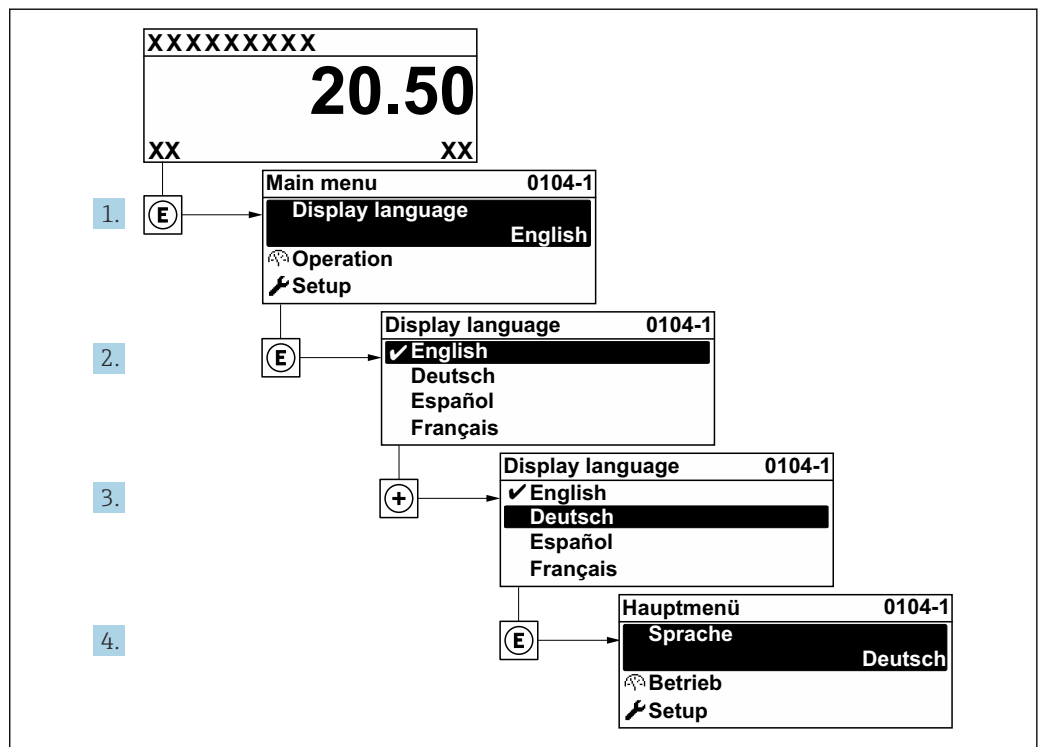 XXXXXXXXX
20.50
XX XX
1.
E
Main menu 0104-1
Display language
English
Operation
Setup
2.
E
Display language 0104-1
✔ English
Deutsch
Español
Français
3.
+
Display language 0104-1
✔ English
Deutsch
Español
Français
4.
E
Hauptmenü 0104-1
Sprache
Deutsch
Betrieb
Setup